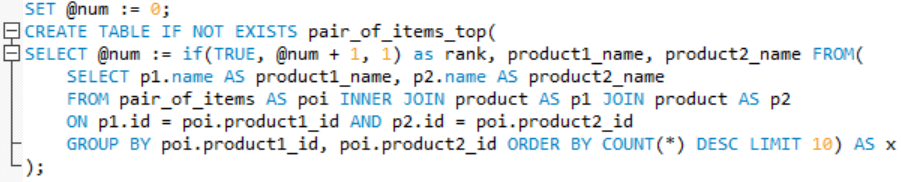 SET @num := 0;
CREATE TABLE IF NOT EXISTS pair_of_items_top(
SELECT @num := if(TRUE, @num + 1, 1) as rank, product1_name, product2_name FROM(
SELECT p1.name AS product1_name, p2.name AS product2_name
FROM pair_of_items AS poi INNER JOIN product AS p1 JOIN product AS p2
ON p1.id = poi.product1_id AND p2.id = poi.product2_id
GROUP BY poi.product1_id, poi.product2_id ORDER BY COUNT(*) DESC LIMIT 10) AS x
);